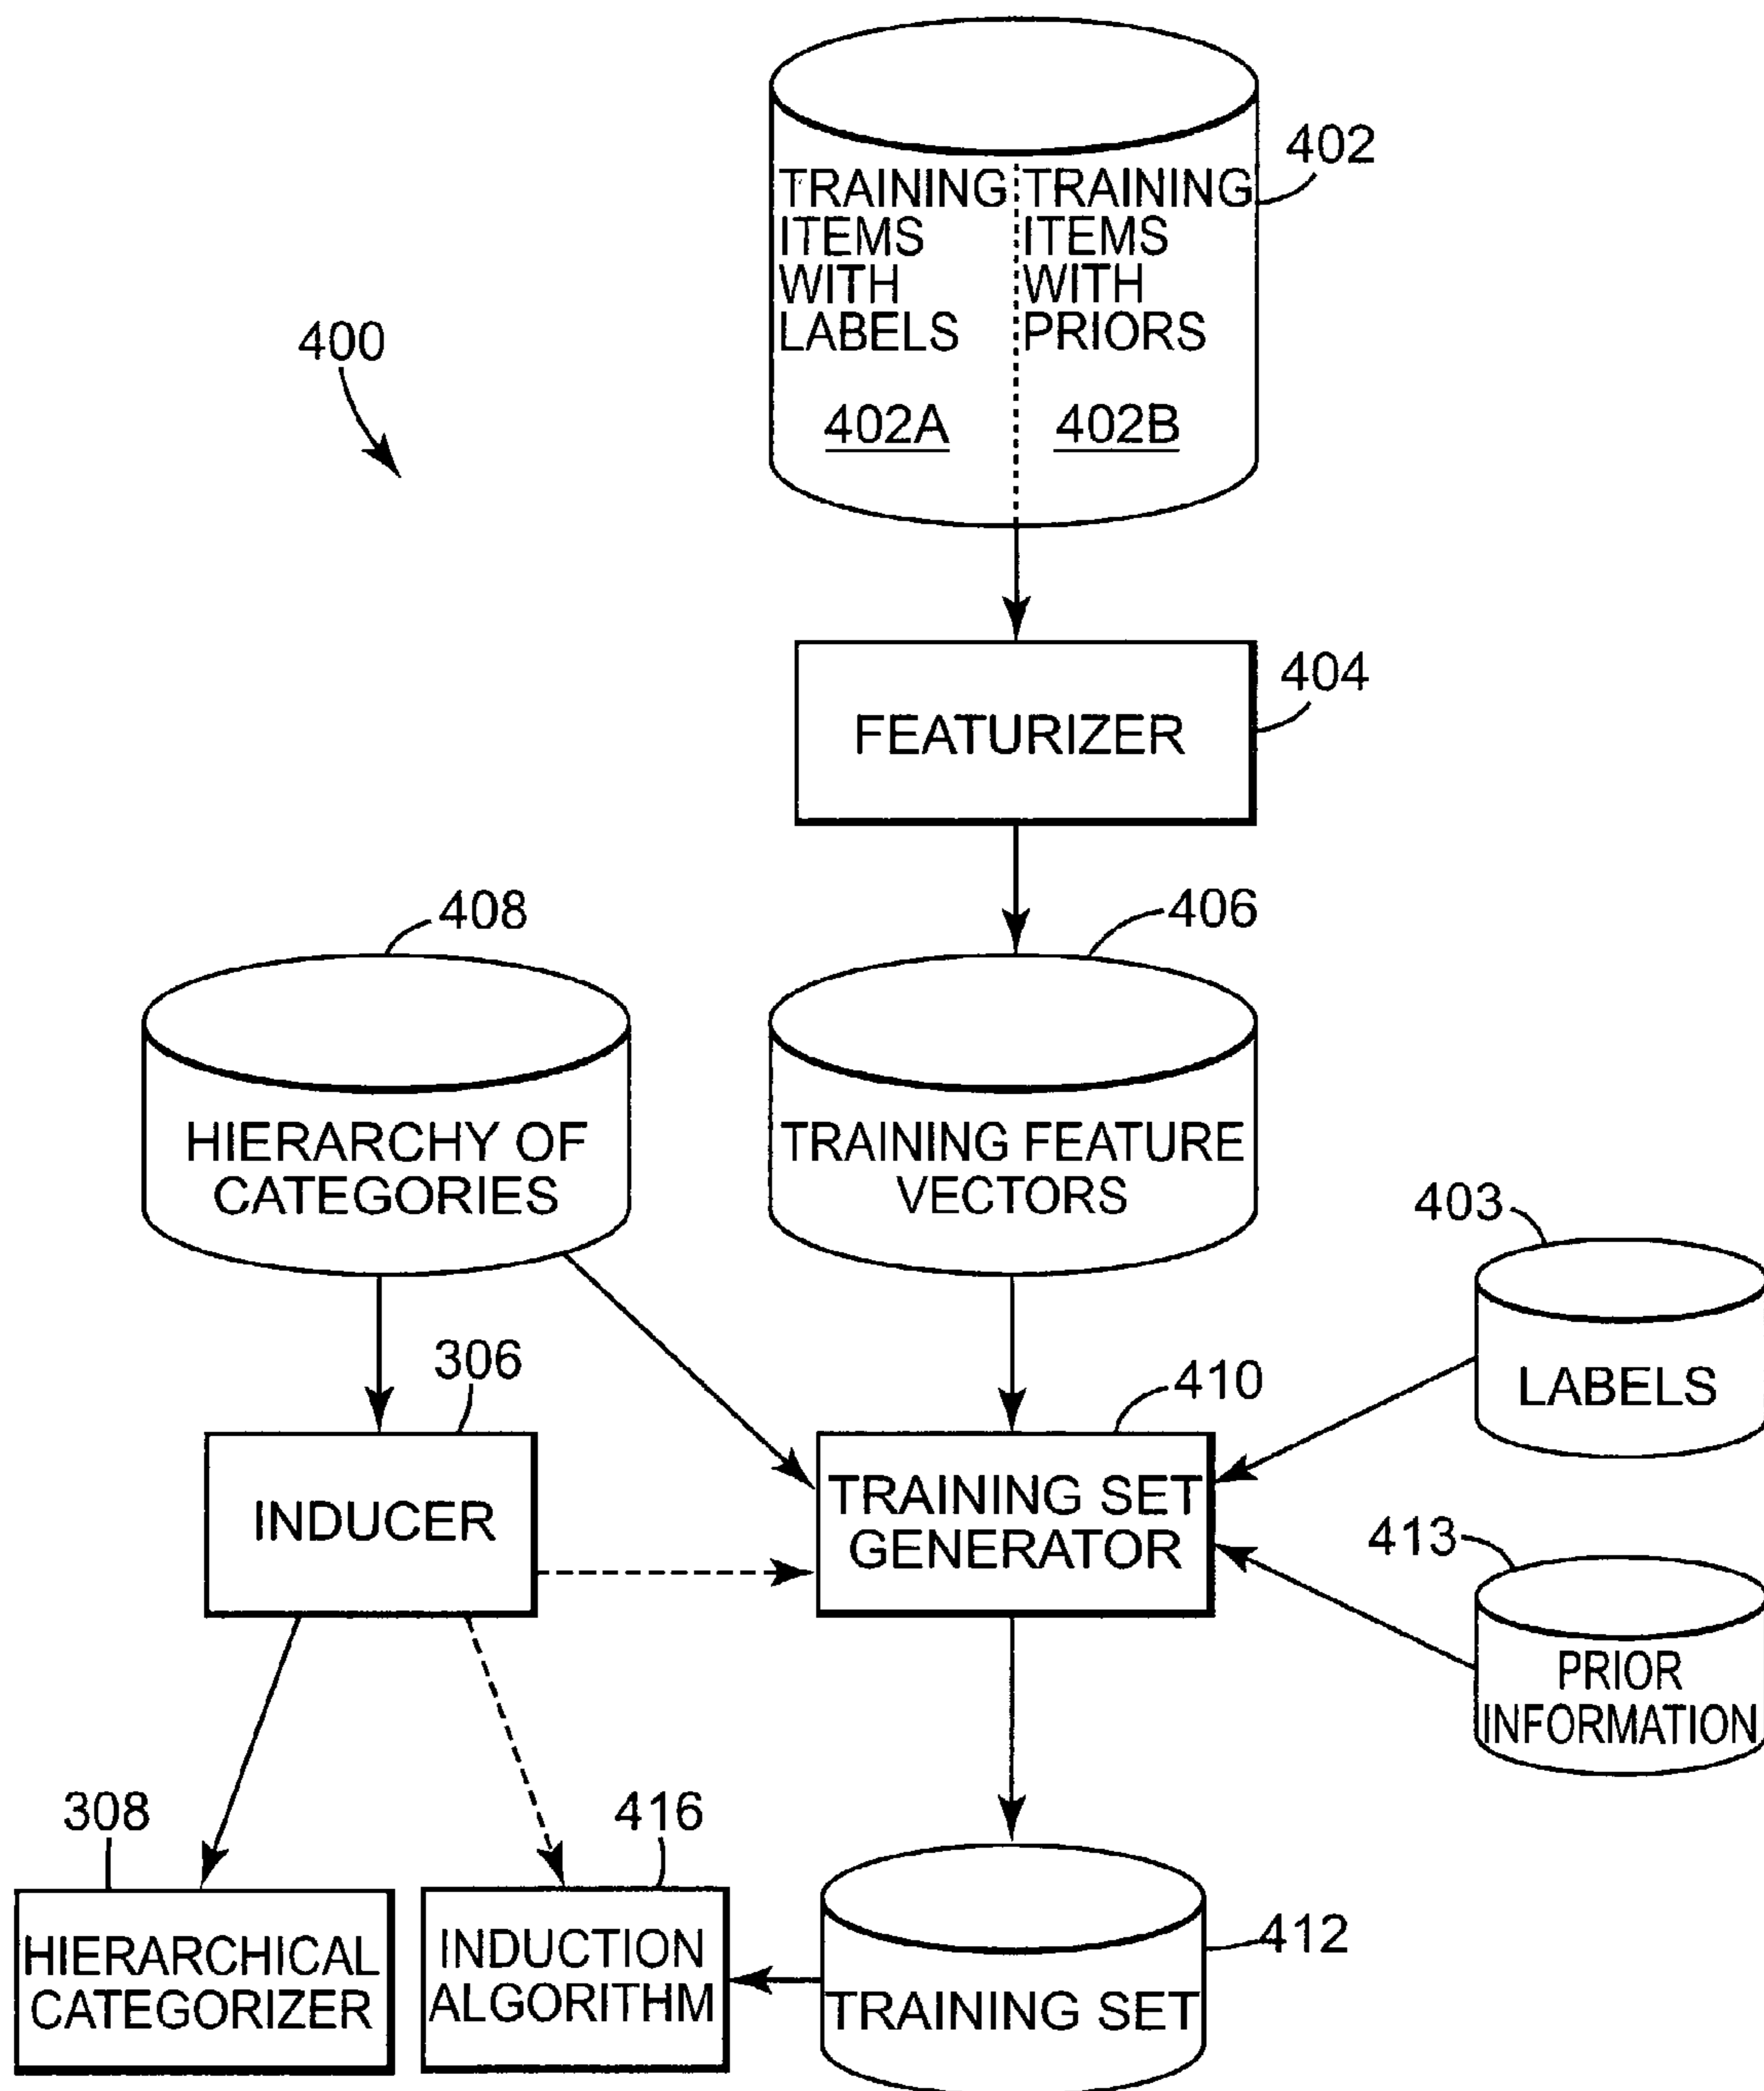 402
TRAINING
ITEMS
WITH
LABELS
402A
TRAINING
ITEMS
WITH
PRIORS
402B
400
FEATURIZER
404
408
HIERARCHY OF
CATEGORIES
406
TRAINING FEATURE
VECTORS
403
LABELS
306
INDUCER
410
TRAINING SET
GENERATOR
413
PRIOR
INFORMATION
308
HIERARCHICAL
CATEGORIZER
416
INDUCTION
ALGORITHM
412
TRAINING SET